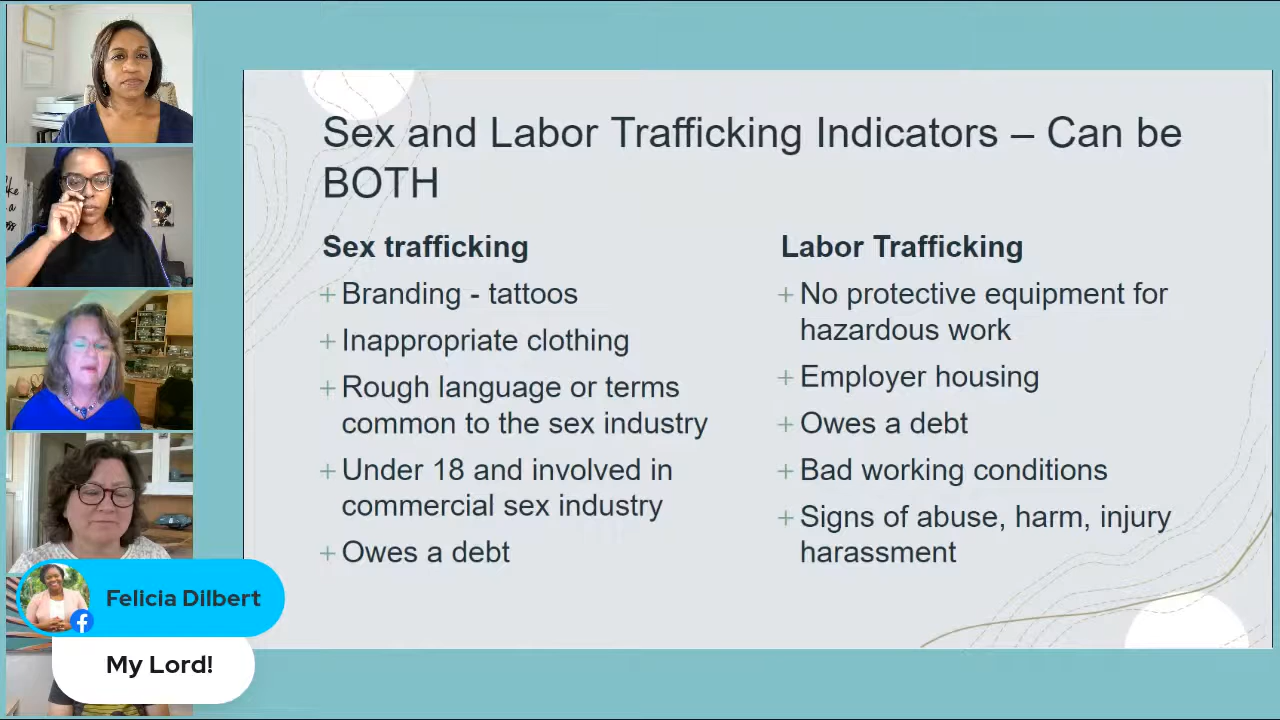 Sex and Labor Trafficking Indicators – Can be
BOTH
Sex trafficking
+ Branding - tattoos
+ Inappropriate clothing
+ Rough language or terms
common to the sex industry
+ Under 18 and involved in
commercial sex industry
+ Owes a debt
Labor Trafficking
+ No protective equipment for
hazardous work
+ Employer housing
+ Owes a debt
+ Bad working conditions
+ Signs of abuse, harm, injury
harassment
like
a
Felicia Dilbert
My Lord!